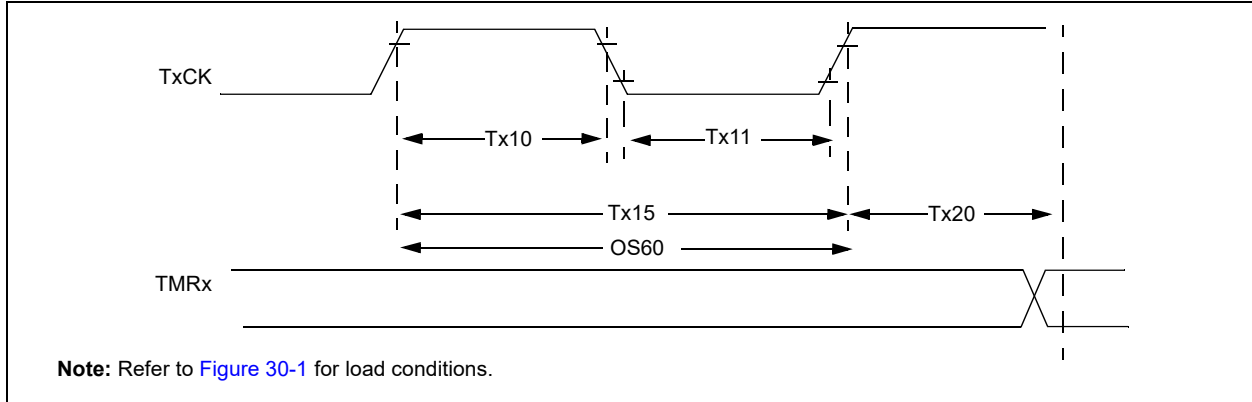 TxCK
Tx10
Tx11
Tx15
Tx20
OS60
TMRx
Note: Refer to Figure 30-1 for load conditions.